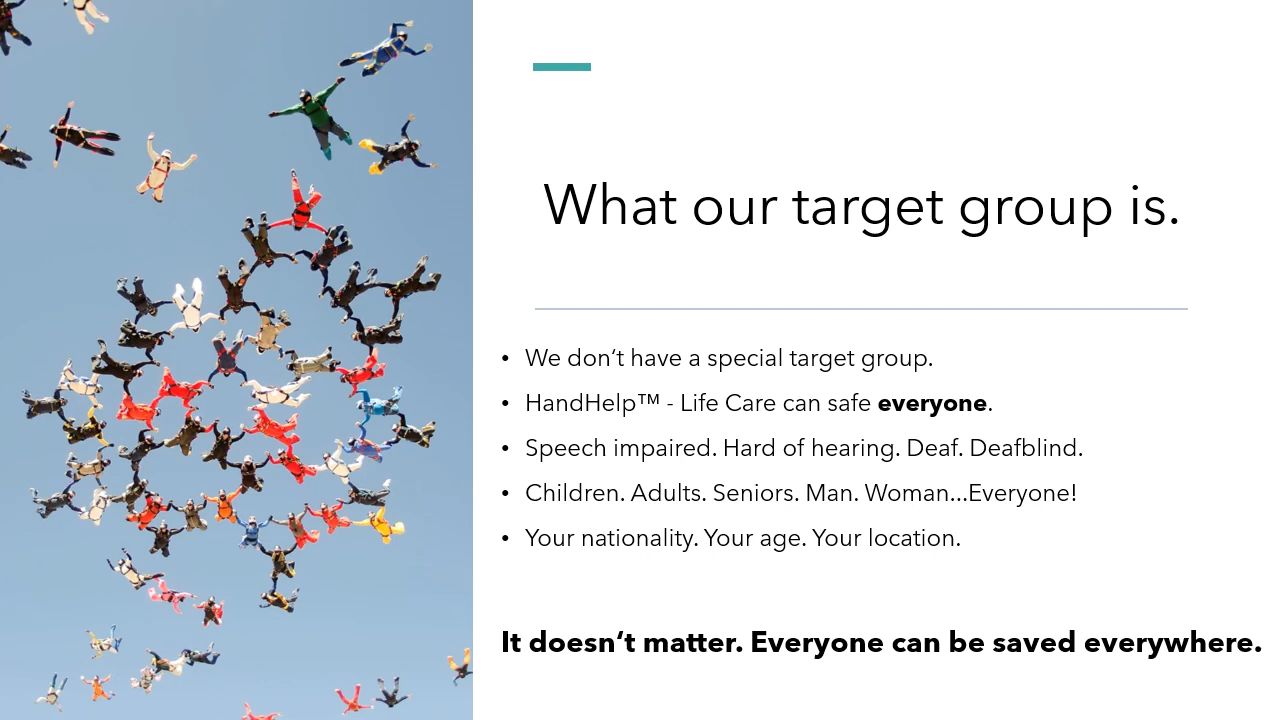 What our target group is.
• We don’t have a special target group.
• HandHelp™ - Life Care can safe everyone.
• Speech impaired. Hard of hearing. Deaf. Deafblind.
• Children. Adults. Seniors. Man. Woman...Everyone!
• Your nationality. Your age. Your location.
It doesn‘t matter. Everyone can be saved everywhere.